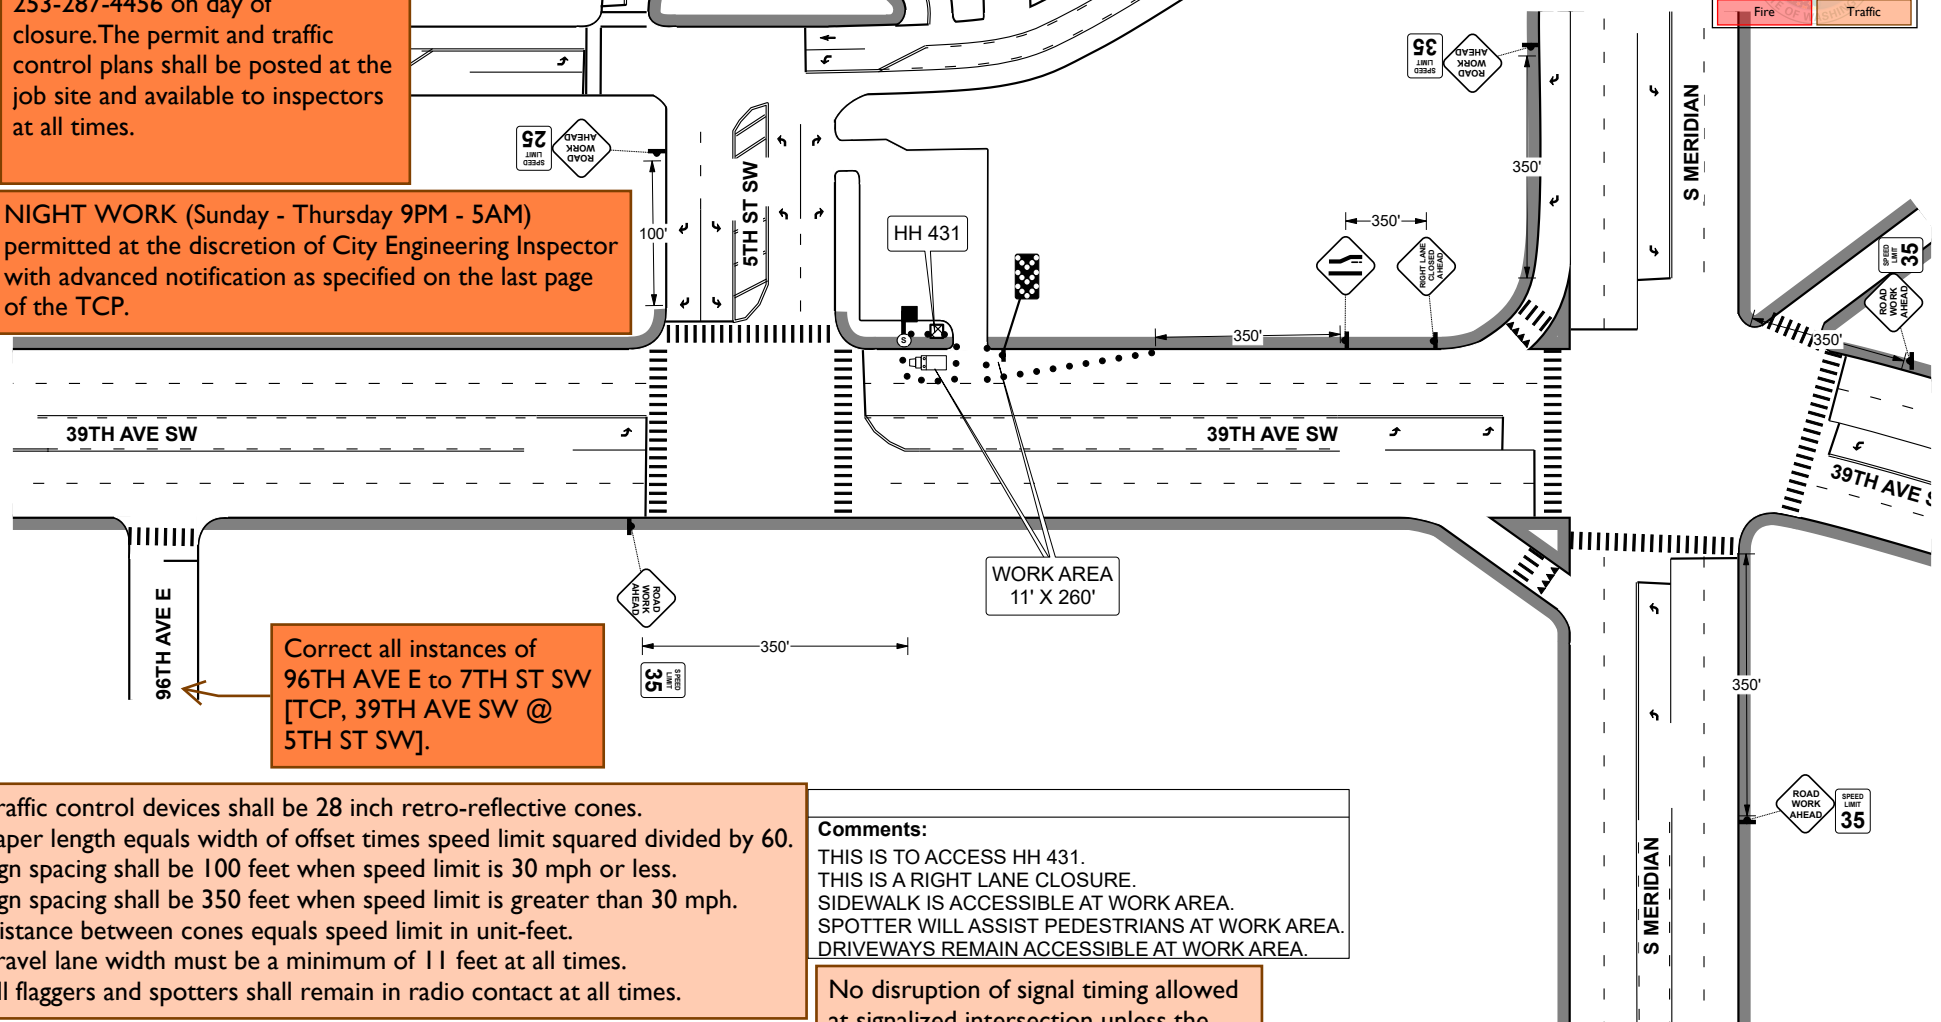 253-287-4456 on day of
closure.The permit and traffic
control plans shall be posted at the
job site and available to inspectors
at all times.
NIGHT WORK (Sunday - Thursday 9PM - 5AM)
permitted at the discretion of City Engineering Inspector
with advanced notification as specified on the last page
of the TCP.
Fire
Traffic
SPEED
LIMIT
25
ROAD
WORK
AHEAD
100'
5TH ST SW
HH 431
S
SPEED
LIMIT
35
ROAD
WORK
AHEAD
350'
S MERIDIAN
350'
RIGHT LANE
CLOSED
AHEAD
350'
SPEED
LIMIT
35
ROAD
WORK
AHEAD
350'
39TH AVE SW
39TH AVE SW
39TH AVE S
WORK AREA
11' X 260'
ROAD
WORK
AHEAD
350'
SPEED
LIMIT
35
96TH AVE E
Correct all instances of
96TH AVE E to 7TH ST SW
[TCP, 39TH AVE SW @
5TH ST SW].
350'
ROAD
WORK
AHEAD
SPEED
LIMIT
35
S MERIDIAN
raffic control devices shall be 28 inch retro-reflective cones.
aper length equals width of offset times speed limit squared divided by 60.
gn spacing shall be 100 feet when speed limit is 30 mph or less.
gn spacing shall be 350 feet when speed limit is greater than 30 mph.
istance between cones equals speed limit in unit-feet.
ravel lane width must be a minimum of 11 feet at all times.
ll flaggers and spotters shall remain in radio contact at all times.
Comments:
THIS IS TO ACCESS HH 431.
THIS IS A RIGHT LANE CLOSURE.
SIDEWALK IS ACCESSIBLE AT WORK AREA.
SPOTTER WILL ASSIST PEDESTRIANS AT WORK AREA.
DRIVEWAYS REMAIN ACCESSIBLE AT WORK AREA.
No disruption of signal timing allowed
at signalized intersection unless the